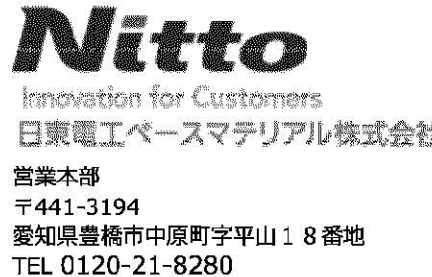 Nitto
Innovation for Customers
日東電工ベースマテリアル株式会社
営業本部
〒441-3194
愛知県豊橋市中原町字平山18番地
TEL 0120-21-8280